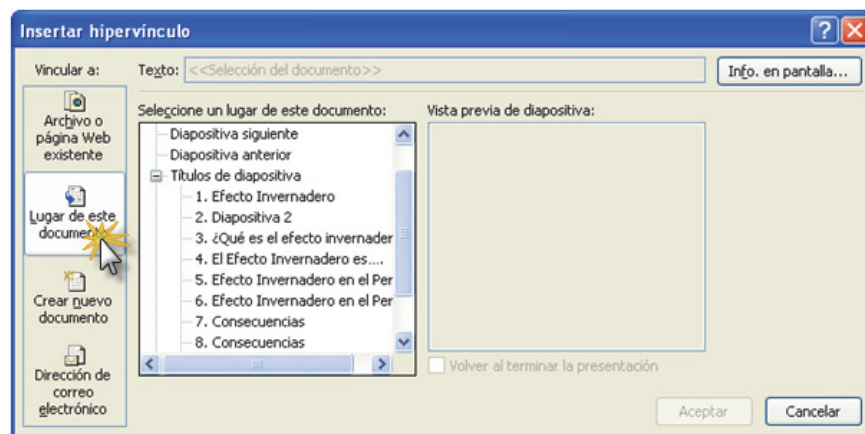 Insertar hipervínculo
Vincular a:
Texto: <<Selección del documento>>
Info. en pantalla...
Archivo o
página Web
existente
Lugar de este
documento
Crear nuevo
documento
Dirección de
correo
electrónico
Seleccione un lugar de este documento:
Diapositiva siguiente
Diapositiva anterior
Títulos de diapositiva
1. Efecto Invernadero
2. Diapositiva 2
3. ¿Qué es el efecto invernader
4. El Efecto Invernadero es....
5. Efecto Invernadero en el Per
6. Efecto Invernadero en el Per
7. Consecuencias
8. Consecuencias
Vista previa de diapositiva:
Volver al terminar la presentación
Aceptar
Cancelar